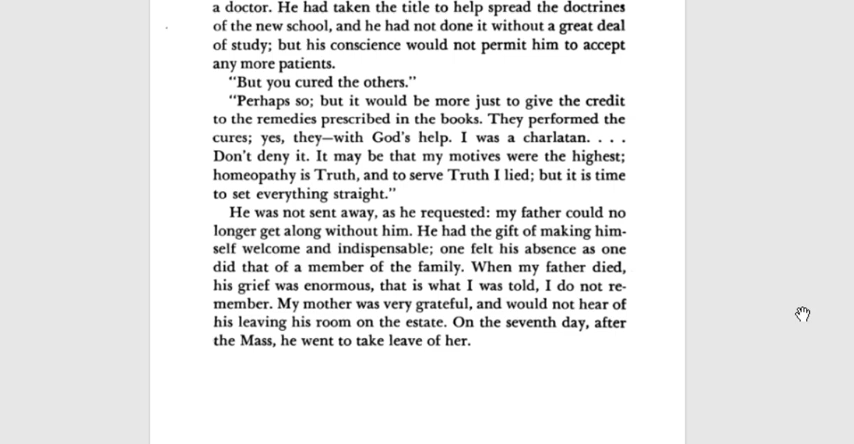 a doctor. He had taken the title to help spread the doctrines
of the new school, and he had not done it without a great deal
of study; but his conscience would not permit him to accept
any more patients.
"But you cured the others."
"Perhaps so; but it would be more just to give the credit
to the remedies prescribed in the books. They performed the
cures; yes, they—with God's help. I was a charlatan. . . .
Don't deny it. It may be that my motives were the highest;
homeopathy is Truth, and to serve Truth I lied; but it is time
to set everything straight."
He was not sent away, as he requested: my father could no
longer get along without him. He had the gift of making him-
self welcome and indispensable; one felt his absence as one
did that of a member of the family. When my father died,
his grief was enormous, that is what I was told, I do not re-
member. My mother was very grateful, and would not hear of
his leaving his room on the estate. On the seventh day, after
the Mass, he went to take leave of her.